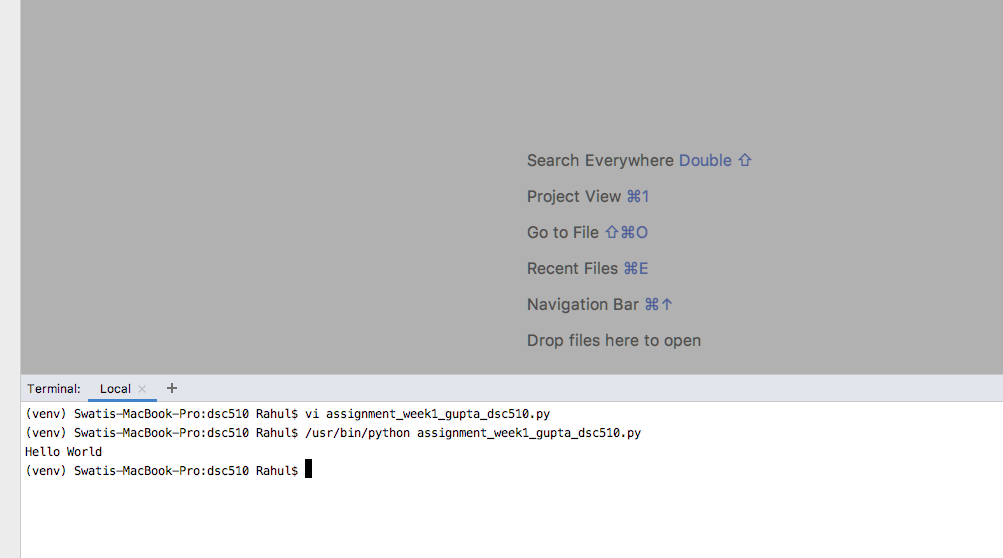 Search Everywhere Double ⇧
Project View ⌘1
Go to File ⇧⌘O
Recent Files ⌘E
Navigation Bar ⌘↑
Drop files here to open
Terminal: Local × +
(venv) Swatis-MacBook-Pro:dsc510 Rahul$ vi assignment_week1_gupta_dsc510.py
(venv) Swatis-MacBook-Pro:dsc510 Rahul$ /usr/bin/python assignment_week1_gupta_dsc510.py
Hello World
(venv) Swatis-MacBook-Pro:dsc510 Rahul$